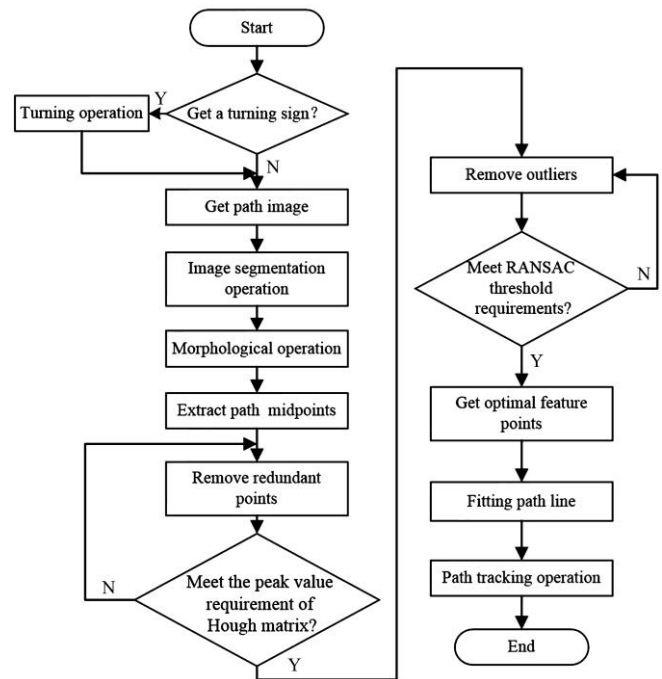 Start
Get a turning sign?
Y
Turning operation
N
Get path image
Image segmentation
operation
Morphological operation
Extract path midpoints
Remove redundant
points
Meet the peak value
requirement of
Hough matrix?
N
Y
Remove outliers
Meet RANSAC
threshold
requirements?
N
Y
Get optimal feature
points
Fitting path line
Path tracking operation
End